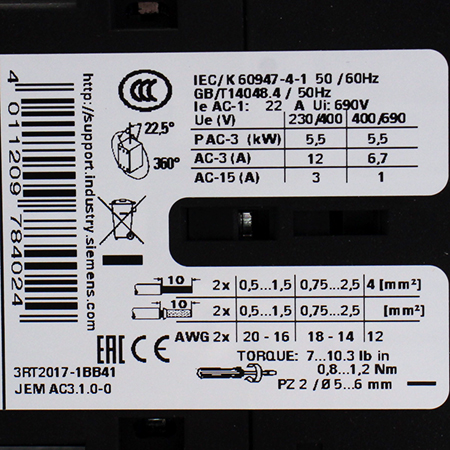 IEC/K 60947-4-1 50/60Hz
GB/T14048.4 / 50Hz
Ie AC-1: 22 A Ui: 690V
Ue (V) 230/400 400/690
PAC-3 (kW) 5,5 5,5
AC-3 (A) 12 6,7
AC-15 (A) 3 1
CCC
22,5°
360°
4 011209 784024
http://support.industry.siemens.com
10 2x 0,5...1,5 0,75...2,5 4 [mm²]
10 2x 0,5...1,5 0,75...2,5 [mm²]
AWG 2x 20 - 16 18 - 14 12
TORQUE: 7...10.3 lb in
0,8...1,2 Nm
PZ 2 / Ø 5...6 mm
EAC CE
3RT2017-1BB41
JEM AC3.1.0-0